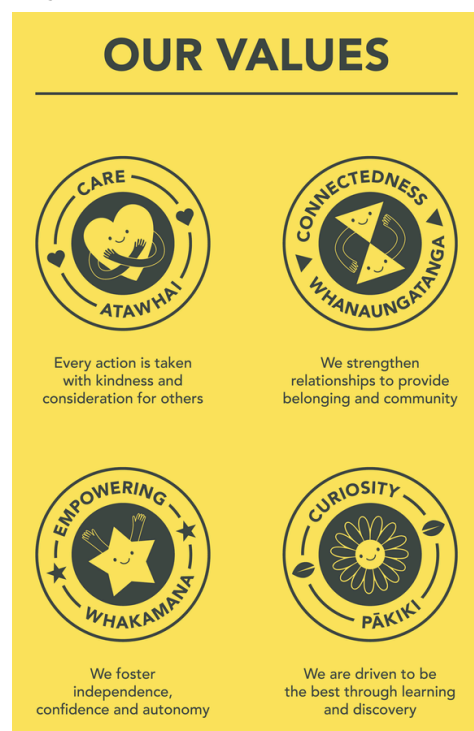 OUR VALUES
CARE
ATAWHAI
Every action is taken
with kindness and
consideration for others
CONNECTEDNESS
WHANAUNGATANGA
We strengthen
relationships to provide
belonging and community
EMPOWERING
WHAKAMANA
We foster
independence,
confidence and autonomy
CURIOSITY
PĀKIKI
We are driven to be
the best through learning
and discovery